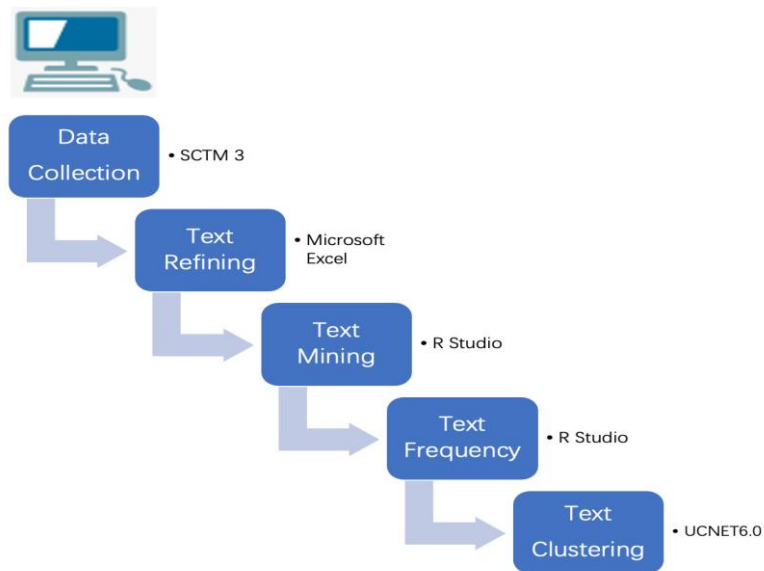 Data
Collection
• SCTM 3
Text
Refining
• Microsoft
Excel
Text
Mining
• R Studio
Text
Frequency
• R Studio
Text
Clustering
• UCNET6.0